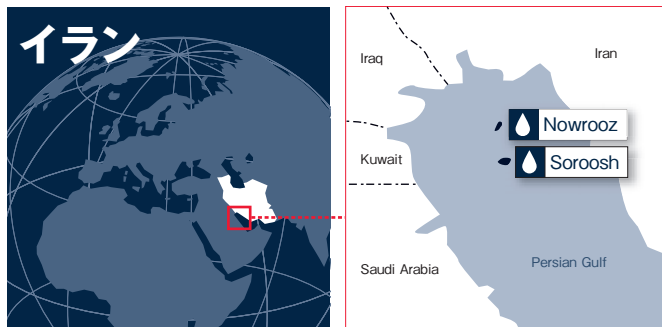 イラン
Iraq
Iran
Nowrooz
Kuwait
Soroosh
Saudi Arabia
Persian Gulf